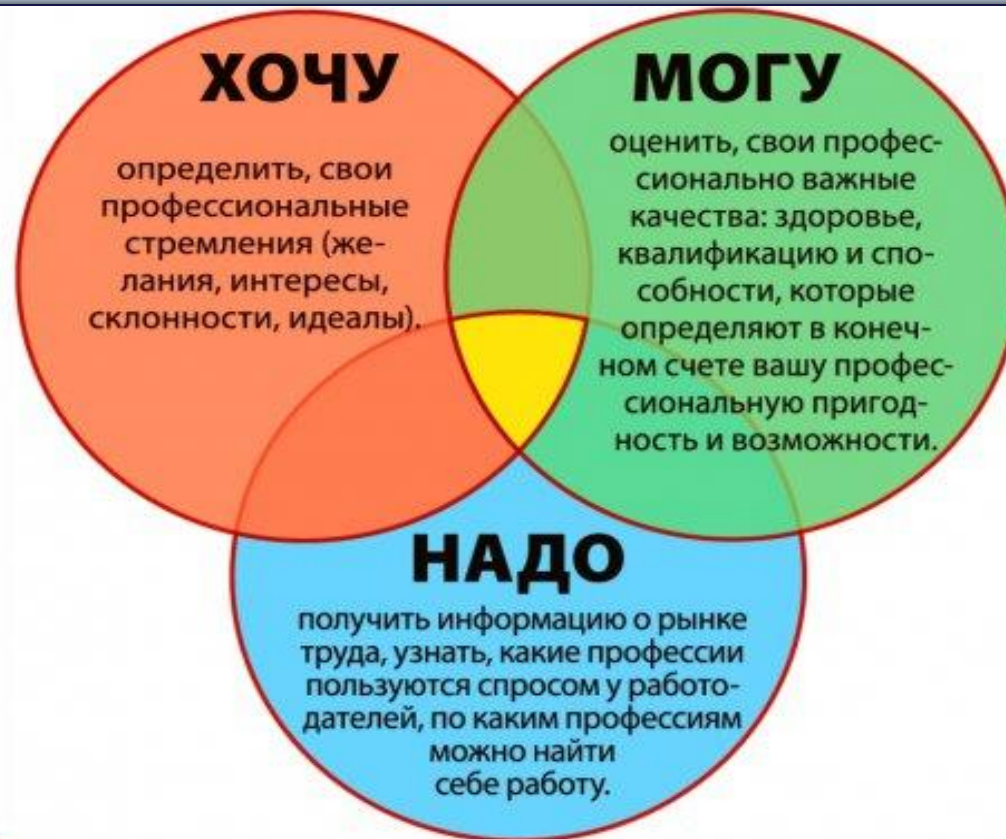 ХОЧУ
определить, свои
профессиональные
стремления (же-
лания, интересы,
склонности, идеалы).
МОГУ
оценить, свои профес-
сионально важные
качества: здоровье,
квалификацию и спо-
собности, которые
определяют в конеч-
ном счете вашу профес-
сиональную пригод-
ность и возможности.
НАДО
получить информацию о рынке
труда, узнать, какие профессии
пользуются спросом у работо-
дателей, по каким профессиям
можно найти
себе работу.